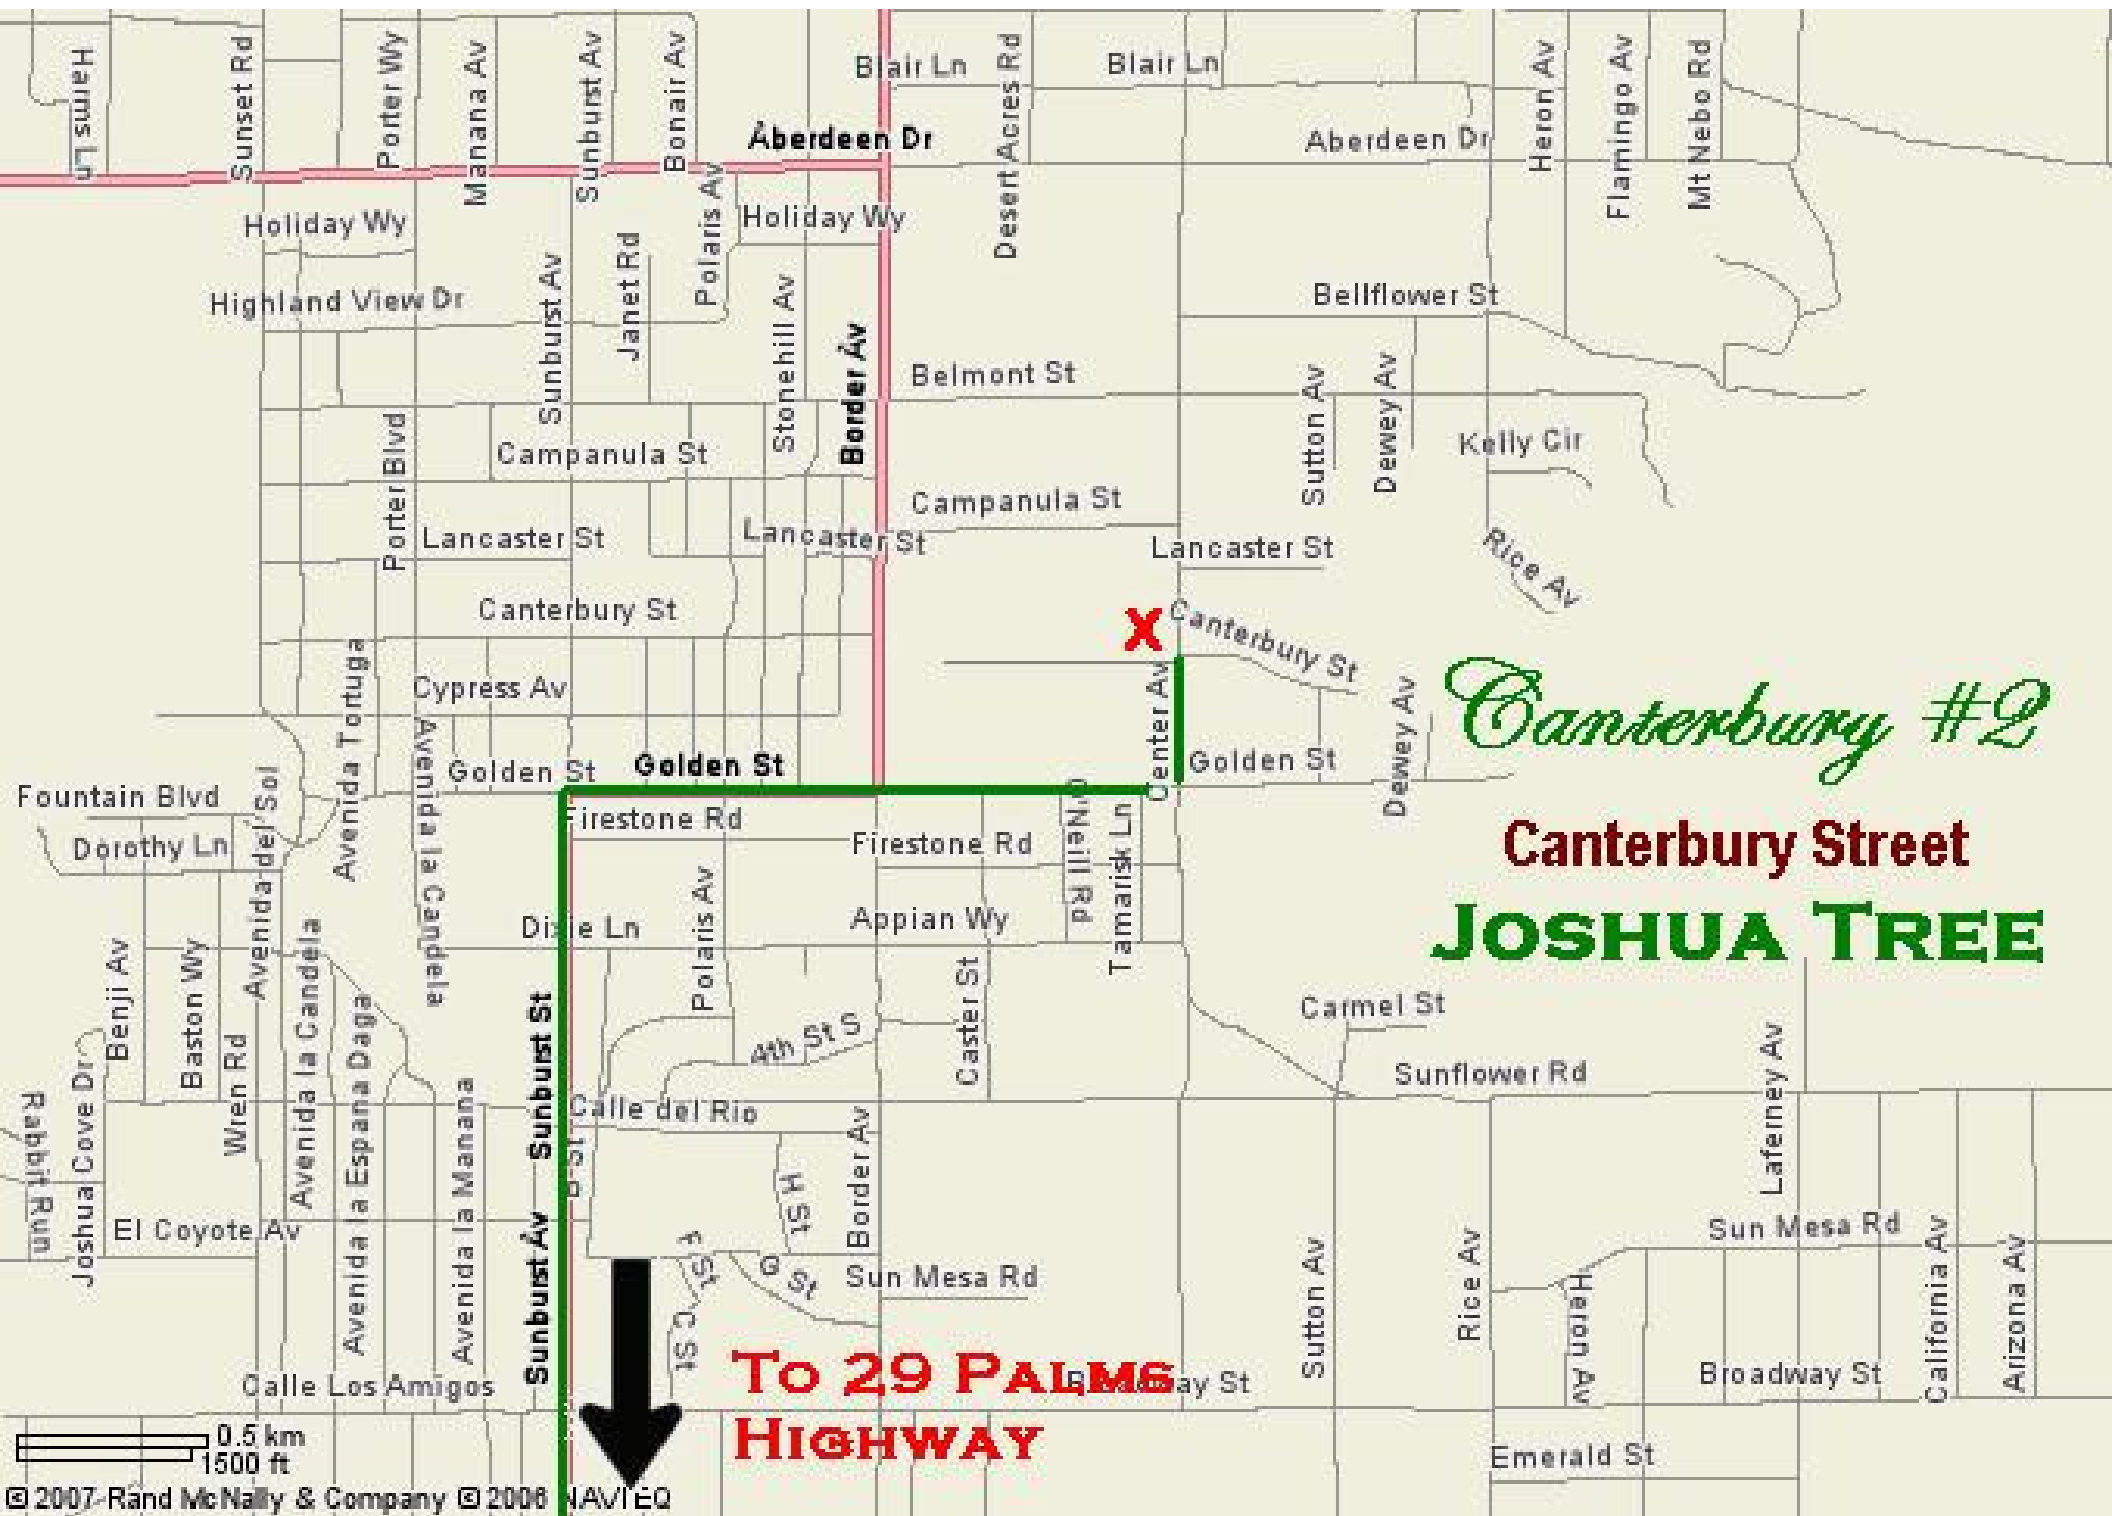 Hamsu Ln
Sunset Rd
Porter Wy
Manana Av
Sunburst Av
Bonair Av
Blair Ln
Desert Acres Rd
Blair Ln
Heron Av
Flamingo Av
Mt Nebo Rd
Aberdeen Dr
Aberdeen Dr
Holiday Wy
Polaris Av
Holiday Wy
Highland View Dr
Sunburst Av
Janet Rd
Stonehill Av
Border Av
Bellflower St
Belmont St
Sutton Av
Dewey Av
Kelly Cir
Porter Blvd
Campanula St
Campanula St
Lancaster St
Lancaster St
Lancaster St
Rice Av
Canterbury St
X
Canterbury St
Avenida Tortuga
Cypress Av
Avenida la Candela
Center Av
Dewey Av
Canterbury #2
Golden St
Golden St
Golden St
Fountain Blvd
Avenida del Sol
Firestone Rd
Firestone Rd
O'Neill Rd
Tamarisk Ln
Canterbury Street
Dorothy Ln
Joshua Tree
Dixie Ln
Polaris Av
Appian Wy
Benji Av
Baston Wy
Wren Rd
Avenida la Candela
Avenida la Espana Daga
Sunburst St
4th St S
Caster St
Carmel St
Sunflower Rd
Laferney Av
Rabbit Run
Joshua Cove Dr
Avenida la Manana
Calle del Rio
Border Av
H St
El Coyote Av
Sunburst Av
F St
G St
C St
Sun Mesa Rd
Sutton Av
Rice Av
Heron Av
Sun Mesa Rd
California Av
Arizona Av
Calle Los Amigos
To 29 Palms
Highway
Broadway St
Emerald St
0.5 km
1500 ft
© 2007 Rand McNally & Company © 2006 NAVTEQ